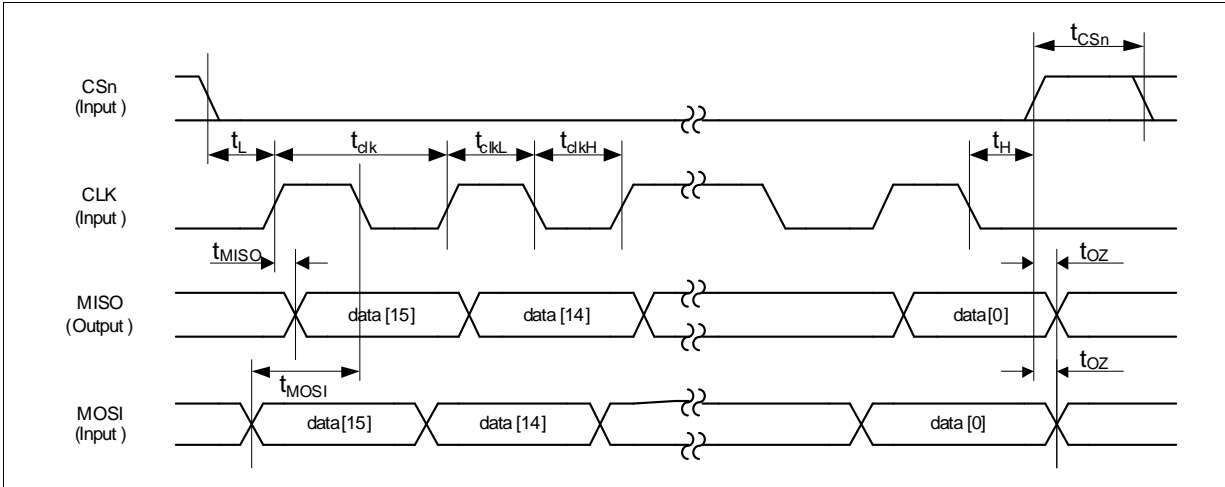 tCSn
CSn
(Input )
tL
tclk
tclkL
tclkH
tH
CLK
(Input )
tMISO
tOZ
MISO
(Output )
data [15]
data [14]
data[0]
tMOSI
tOZ
MOSI
(Input )
data [15]
data [14]
data [0]